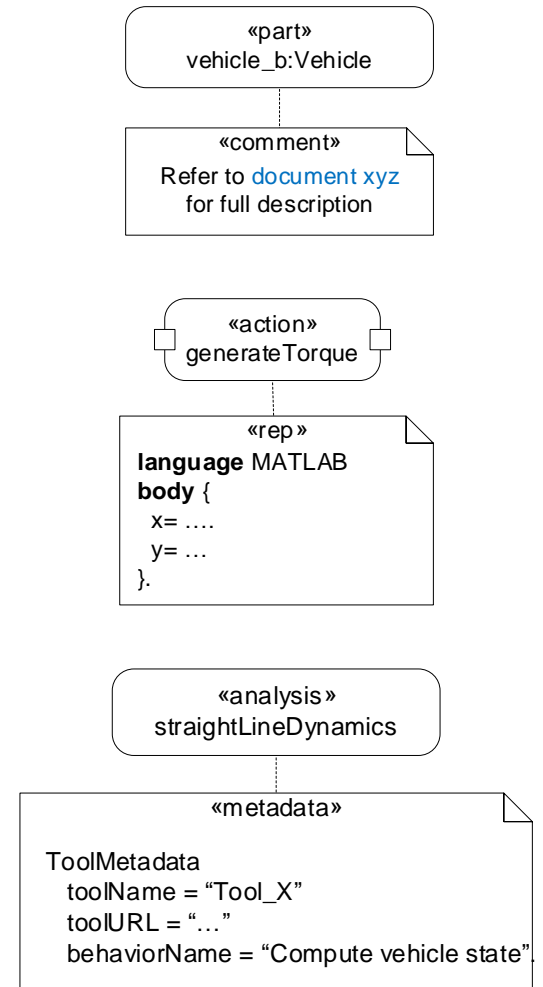 «part»
vehicle_b:Vehicle
«comment»
Refer to document xyz
for full description
«action»
generateTorque
«rep»
language MATLAB
body {
x= ....
y= ...
}.
«analysis»
straightLineDynamics
«metadata»
ToolMetadata
toolName = “Tool_X”
toolURL = “...”
behaviorName = “Compute vehicle state”.